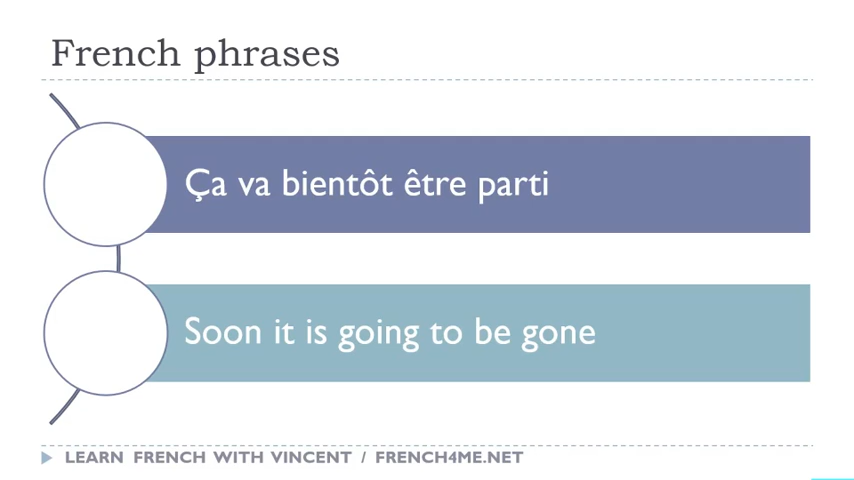 French phrases
Ça va bientôt être parti
Soon it is going to be gone
LEARN FRENCH WITH VINCENT / FRENCH4ME.NET